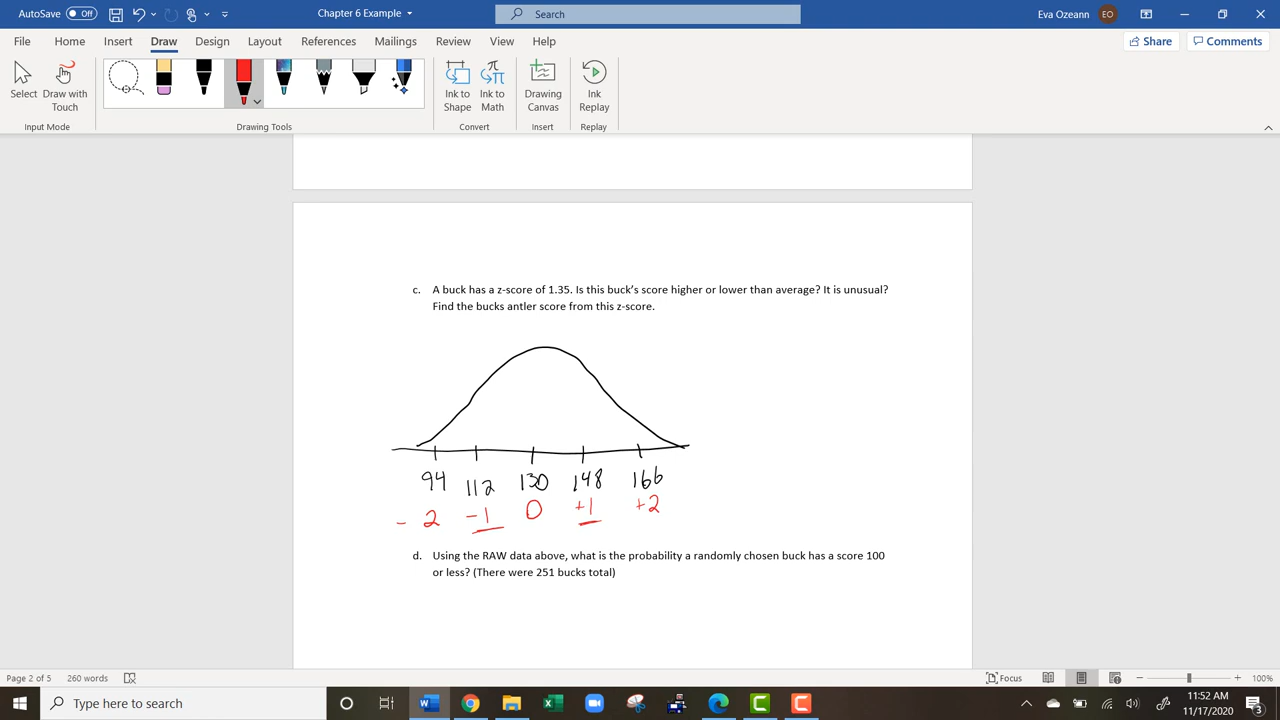 AutoSave Off
Chapter 6 Example
Search
Eva Ozeann EO
File Home Insert Draw Design Layout References Mailings Review View Help
Share Comments
Select
Draw with Touch
Ink to Shape
Ink to Math
Drawing Canvas
Ink Replay
Input Mode Drawing Tools Convert Insert Replay
c. A buck has a z-score of 1.35. Is this buck's score higher or lower than average? It is unusual?
Find the bucks antler score from this z-score.
94 112 130 148 166
- 2 -1 0 +1 +2
d. Using the RAW data above, what is the probability a randomly chosen buck has a score 100
or less? (There were 251 bucks total)
Page 2 of 5 260 words Focus 100%
Type here to search
11:52 AM
11/17/2020